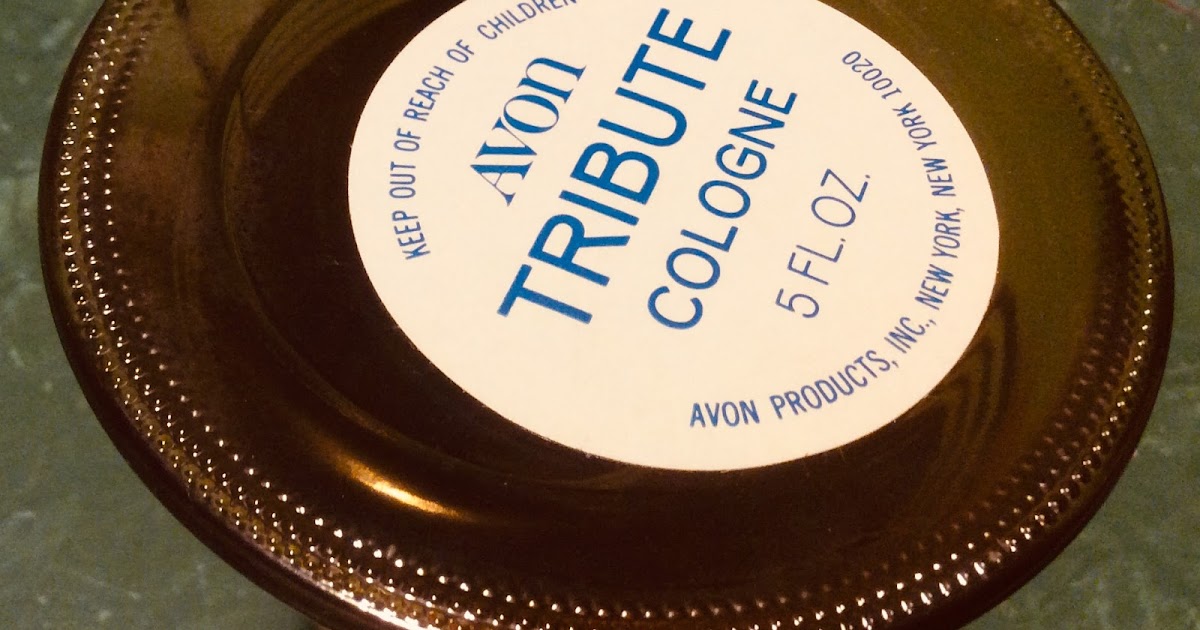 KEEP OUT OF REACH OF CHILDREN
AVON
TRIBUTE
COLOGNE
5 FL. OZ.
AVON PRODUCTS, INC., NEW YORK, NEW YORK 10020